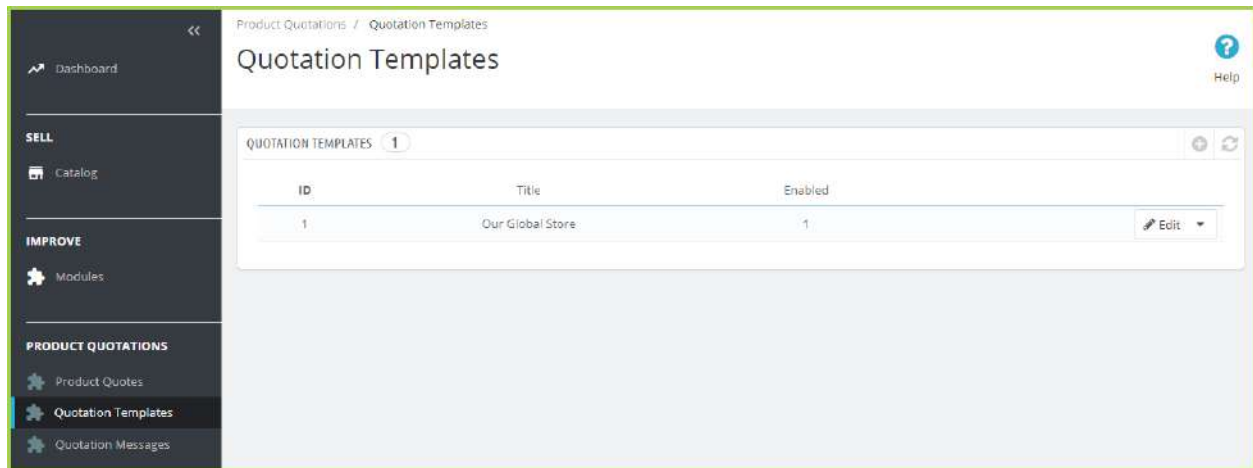 «
Dashboard
SELL
Catalog
IMPROVE
Modules
PRODUCT QUOTATIONS
Product Quotes
Quotation Templates
Quotation Messages
Product Quotations / Quotation Templates
Quotation Templates
Help
QUOTATION TEMPLATES 1
ID Title Enabled
1 Our Global Store 1 Edit